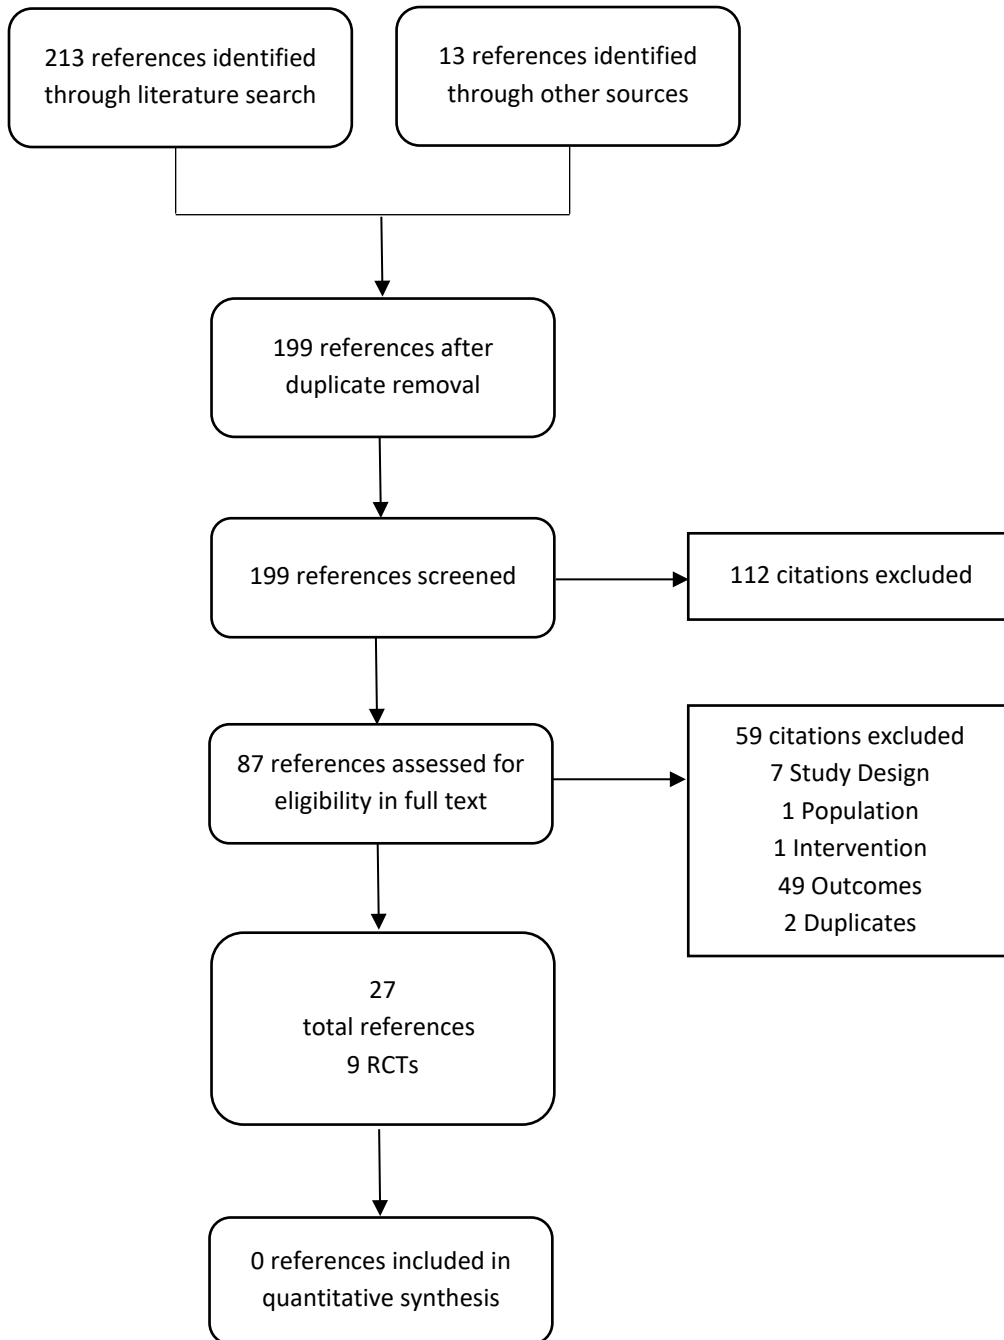 213 references identified
through literature search
13 references identified
through other sources
199 references after
duplicate removal
199 references screened
112 citations excluded
87 references assessed for
eligibility in full text
59 citations excluded
7 Study Design
1 Population
1 Intervention
49 Outcomes
2 Duplicates
27
total references
9 RCTs
0 references included in
quantitative synthesis